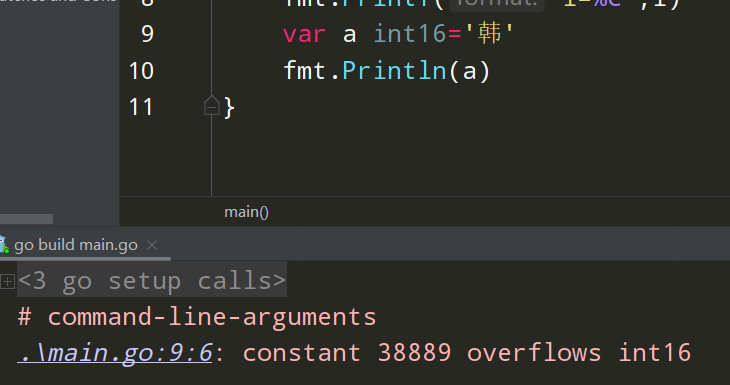 8 fmt.Printf( format: "i=%c",i)
9 var a int16='韩'
10 fmt.Println(a)
11 }
main()
go build main.go ×
<3 go setup calls>
# command-line-arguments
.\main.go:9:6: constant 38889 overflows int16